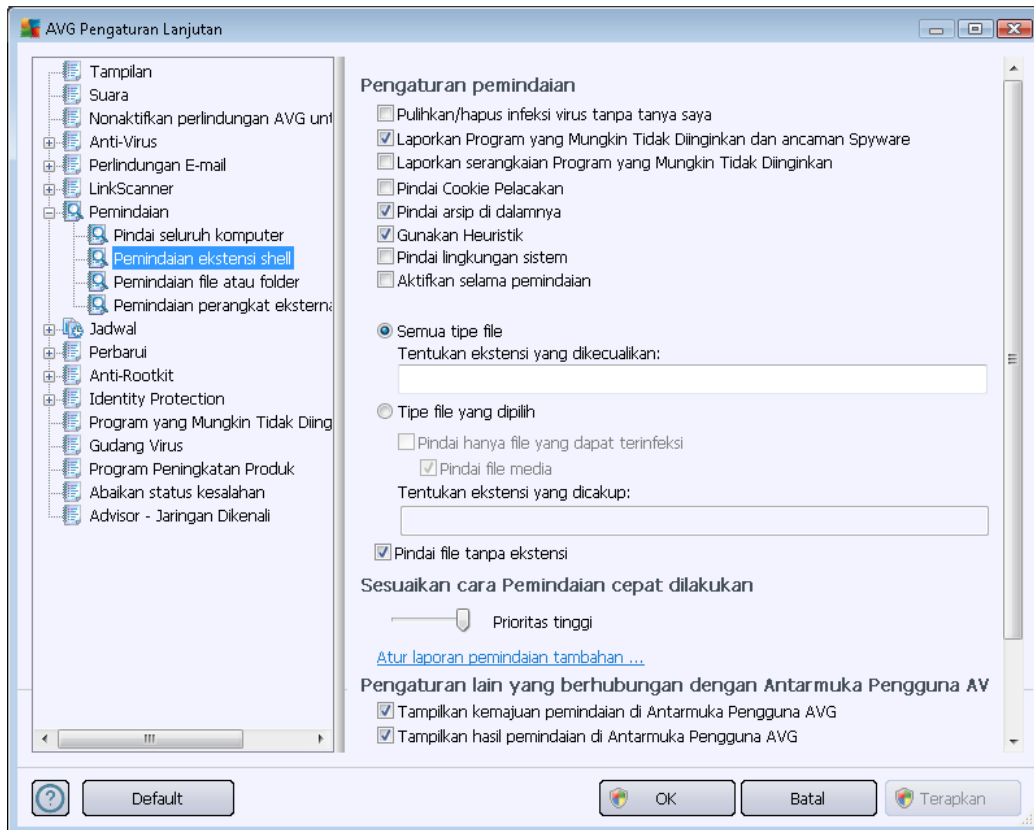 AVG Pengaturan Lanjutan
Tampilan
Suara
Nonaktifkan perlindungan AVG unt
Anti-Virus
Perlindungan E-mail
LinkScanner
Pemindaian
Pindai seluruh komputer
Pemindaian ekstensi shell
Pemindaian file atau folder
Pemindaian perangkat eksterna
Jadwal
Perbarui
Anti-Rootkit
Identity Protection
Program yang Mungkin Tidak Diing
Gudang Virus
Program Peningkatan Produk
Abaikan status kesalahan
Advisor - Jaringan Dikenali
Pengaturan pemindaian
Pulihkan/hapus infeksi virus tanpa tanya saya
Laporkan Program yang Mungkin Tidak Diinginkan dan ancaman Spyware
Laporkan serangkaian Program yang Mungkin Tidak Diinginkan
Pindai Cookie Pelacakan
Pindai arsip di dalamnya
Gunakan Heuristik
Pindai lingkungan sistem
Aktifkan selama pemindaian
Semua tipe file
Tentukan ekstensi yang dikecualikan:
Tipe file yang dipilih
Pindai hanya file yang dapat terinfeksi
Pindai file media
Tentukan ekstensi yang dicakup:
Pindai file tanpa ekstensi
Sesuaikan cara Pemindaian cepat dilakukan
Prioritas tinggi
Atur laporan pemindaian tambahan ...
Pengaturan lain yang berhubungan dengan Antarmuka Pengguna AV
Tampilkan kemajuan pemindaian di Antarmuka Pengguna AVG
Tampilkan hasil pemindaian di Antarmuka Pengguna AVG
Default
OK
Batal
Terapkan